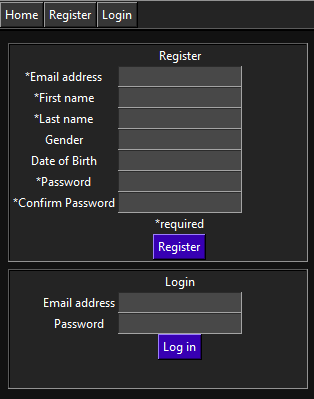 Home Register Login
Register
*Email address
*First name
*Last name
Gender
Date of Birth
*Password
*Confirm Password
*required
Register
Login
Email address
Password
Log in